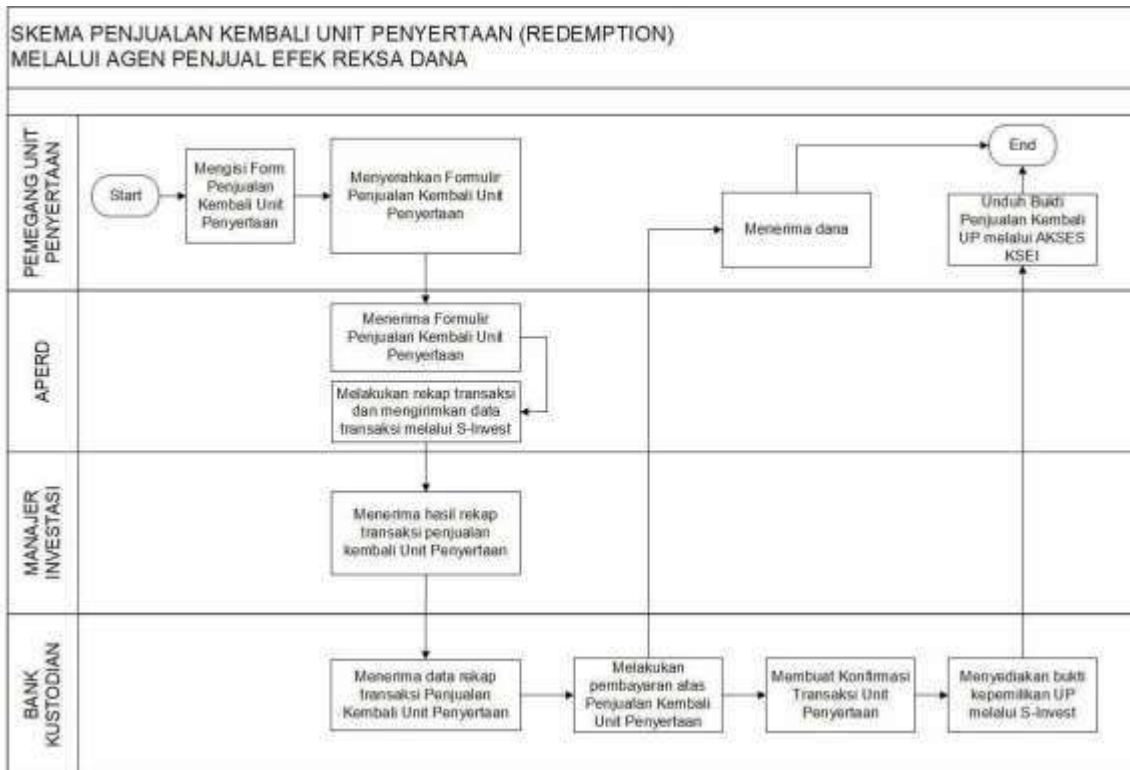 SKEMA PENJUALAN KEMBALI UNIT PENYERTAAN (REDEMPTION)
MELALUI AGEN PENJUAL EFEK REKSA DANA
PEMEGANG UNIT
PENYERTAAN
Start
Mengisi Form
Penjualan
Kembali Unit
Penyertaan
Menyerahkan Formulir
Penjualan Kembali Unit
Penyertaan
Menerima dana
End
Unduh Bukti
Penjualan Kembali
UP melalui AKSES
KSEI
APERD
Menerima Formulir
Penjualan Kembali Unit
Penyertaan
Melakukan rekap transaksi
dan mengirimkan data
transaksi melalui S-Invest
MANAJER
INVESTASI
Menerima hasil rekap
transaksi penjualan
kembali Unit Penyertaan
BANK
KUSTODIAN
Menerima data rekap
transaksi Penjualan
Kembali Unit Penyertaan
Melakukan
pembayaran atas
Penjualan Kembali
Unit Penyertaan
Membuat Konfirmasi
Transaksi Unit
Penyertaan
Menyediakan bukti
kepemilikan UP
melalui S-Invest